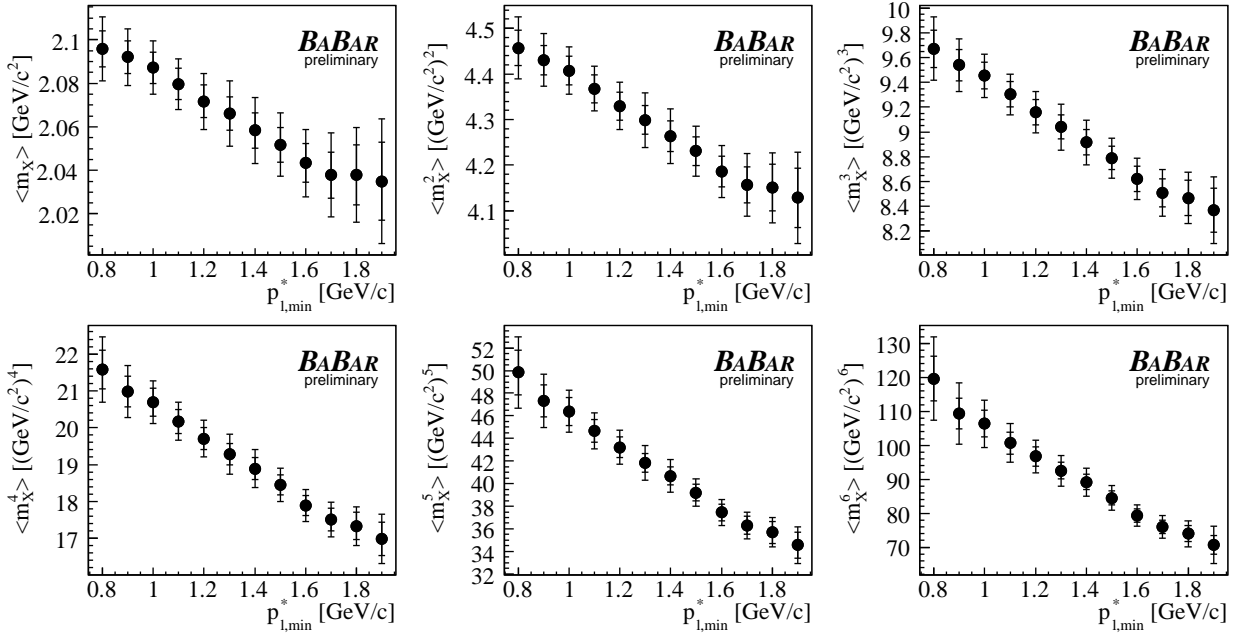 <m_X> [GeV/c²]
2.1
2.08
2.06
2.04
2.02
BABAR
preliminary
0.8 1 1.2 1.4 1.6 1.8
p*_l,min [GeV/c]
<m²_X> [(GeV/c²)²]
4.5
4.4
4.3
4.2
4.1
BABAR
preliminary
0.8 1 1.2 1.4 1.6 1.8
p*_l,min [GeV/c]
<m³_X> [(GeV/c²)³]
10
9.8
9.6
9.4
9.2
9
8.8
8.6
8.4
8.2
BABAR
preliminary
0.8 1 1.2 1.4 1.6 1.8
p*_l,min [GeV/c]
<m⁴_X> [(GeV/c²)⁴]
22
21
20
19
18
17
BABAR
preliminary
0.8 1 1.2 1.4 1.6 1.8
p*_l,min [GeV/c]
<m⁵_X> [(GeV/c²)⁵]
52
50
48
46
44
42
40
38
36
34
32
BABAR
preliminary
0.8 1 1.2 1.4 1.6 1.8
p*_l,min [GeV/c]
<m⁶_X> [(GeV/c²)⁶]
130
120
110
100
90
80
70
BABAR
preliminary
0.8 1 1.2 1.4 1.6 1.8
p*_l,min [GeV/c]